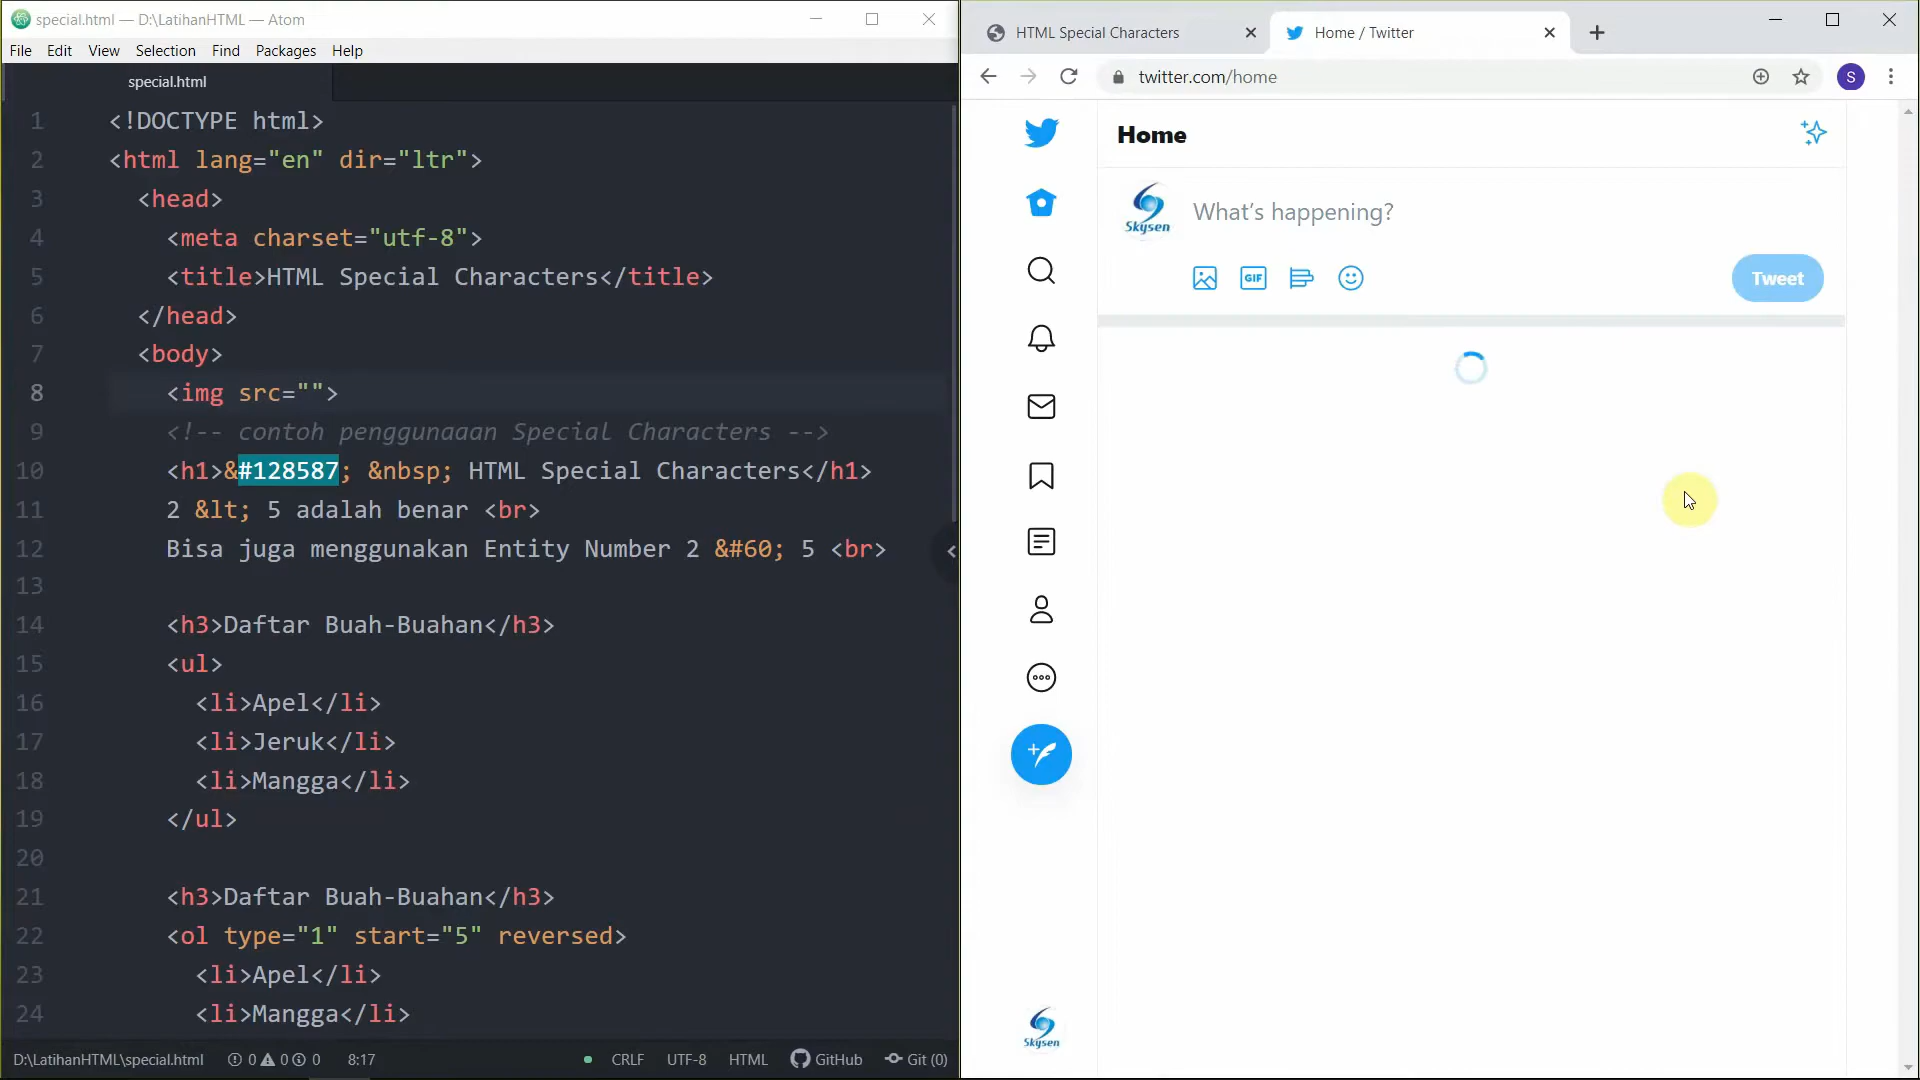 special.html — D:\LatihanHTML — Atom
File Edit View Selection Find Packages Help
special.html
1 <!DOCTYPE html>
2 <html lang="en" dir="ltr">
3 <head>
4 <meta charset="utf-8">
5 <title>HTML Special Characters</title>
6 </head>
7 <body>
8 <img src="">
9 <!-- contoh penggunaaan Special Characters -->
10 <h1>&#128587; &nbsp; HTML Special Characters</h1>
11 2 &lt; 5 adalah benar <br>
12 Bisa juga menggunakan Entity Number 2 &#60; 5 <br>
13
14 <h3>Daftar Buah-Buahan</h3>
15 <ul>
16 <li>Apel</li>
17 <li>Jeruk</li>
18 <li>Mangga</li>
19 </ul>
20
21 <h3>Daftar Buah-Buahan</h3>
22 <ol type="1" start="5" reversed>
23 <li>Apel</li>
24 <li>Mangga</li>
D:\LatihanHTML\special.html 0 0 0 8:17 CRLF UTF-8 HTML GitHub Git (0)
HTML Special Characters Home / Twitter
twitter.com/home S
Home
Skysen What's happening?
GIF Tweet
Skysen